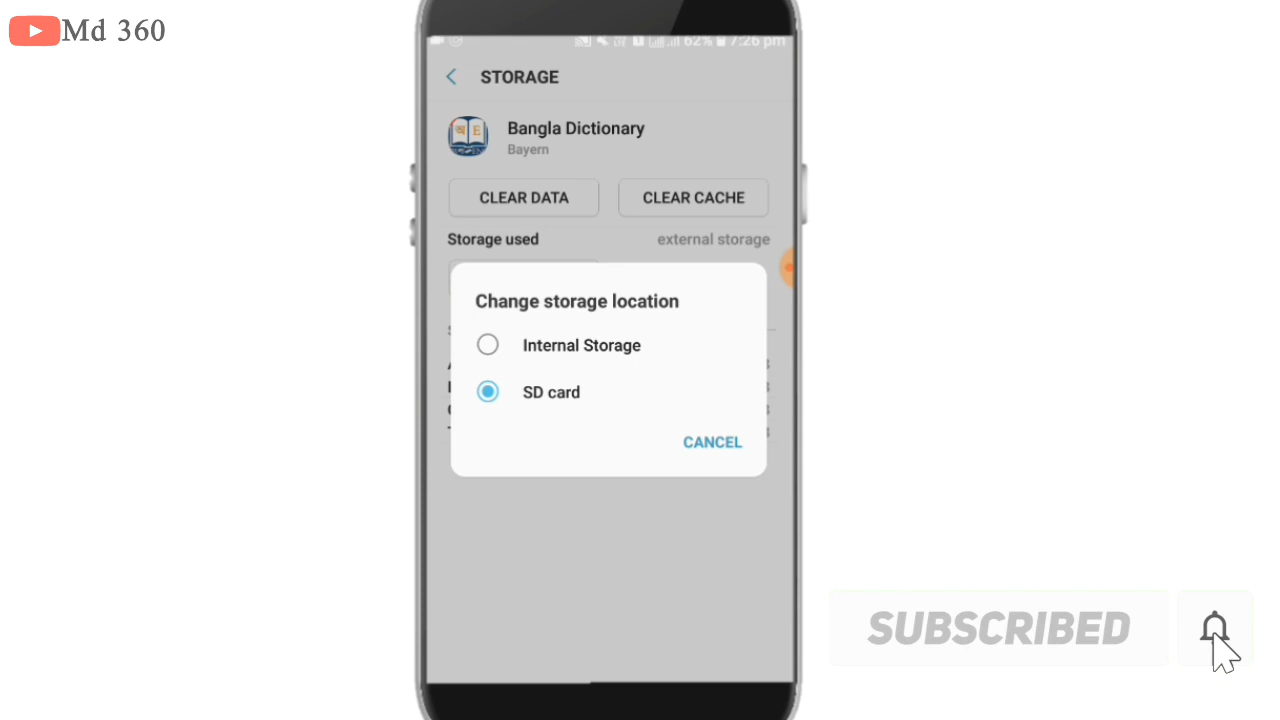 Md 360
62% 7:26 pm
STORAGE
Bangla Dictionary
Bayern
CLEAR DATA
CLEAR CACHE
Storage used
external storage
Change storage location
Internal Storage
SD card
CANCEL
SUBSCRIBED